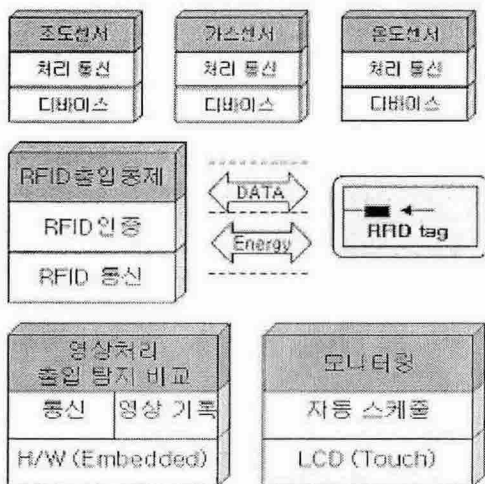 조도센서
가스센서
온도센서
처리 통신
처리 통신
처리 통신
디바이스
디바이스
디바이스
RFID출입통제
DATA
RFID인증
RFID tag
Energy
RFID 통신
영상처리
출입 탐지 비교
모니터링
통신
영상 기록
자동 스케줄
H/W (Embedded)
LCD (Touch)